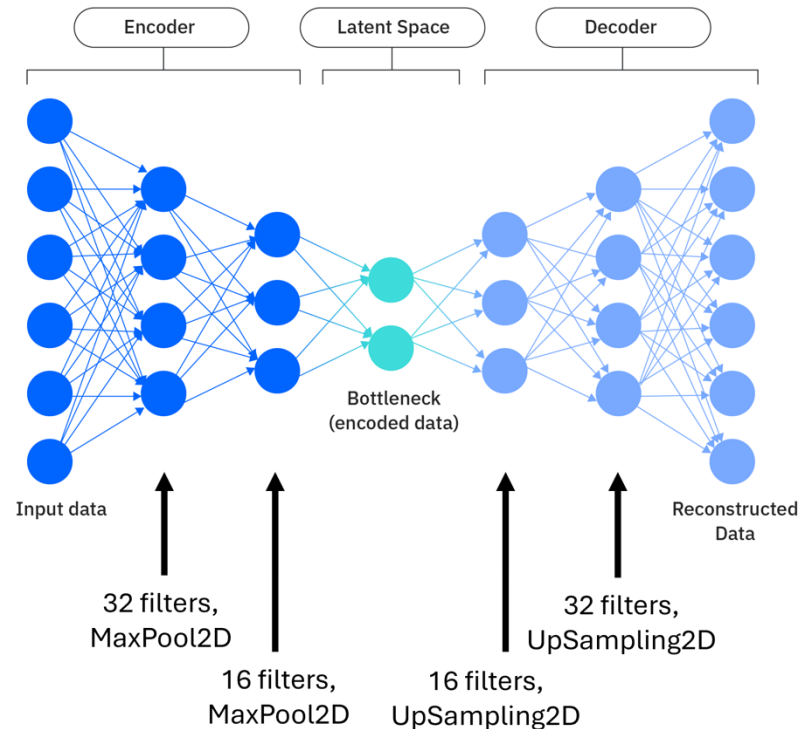 Encoder
Latent Space
Decoder
Bottleneck
(encoded data)
Input data
Reconstructed
Data
32 filters,
MaxPool2D
32 filters,
UpSampling2D
16 filters,
MaxPool2D
16 filters,
UpSampling2D